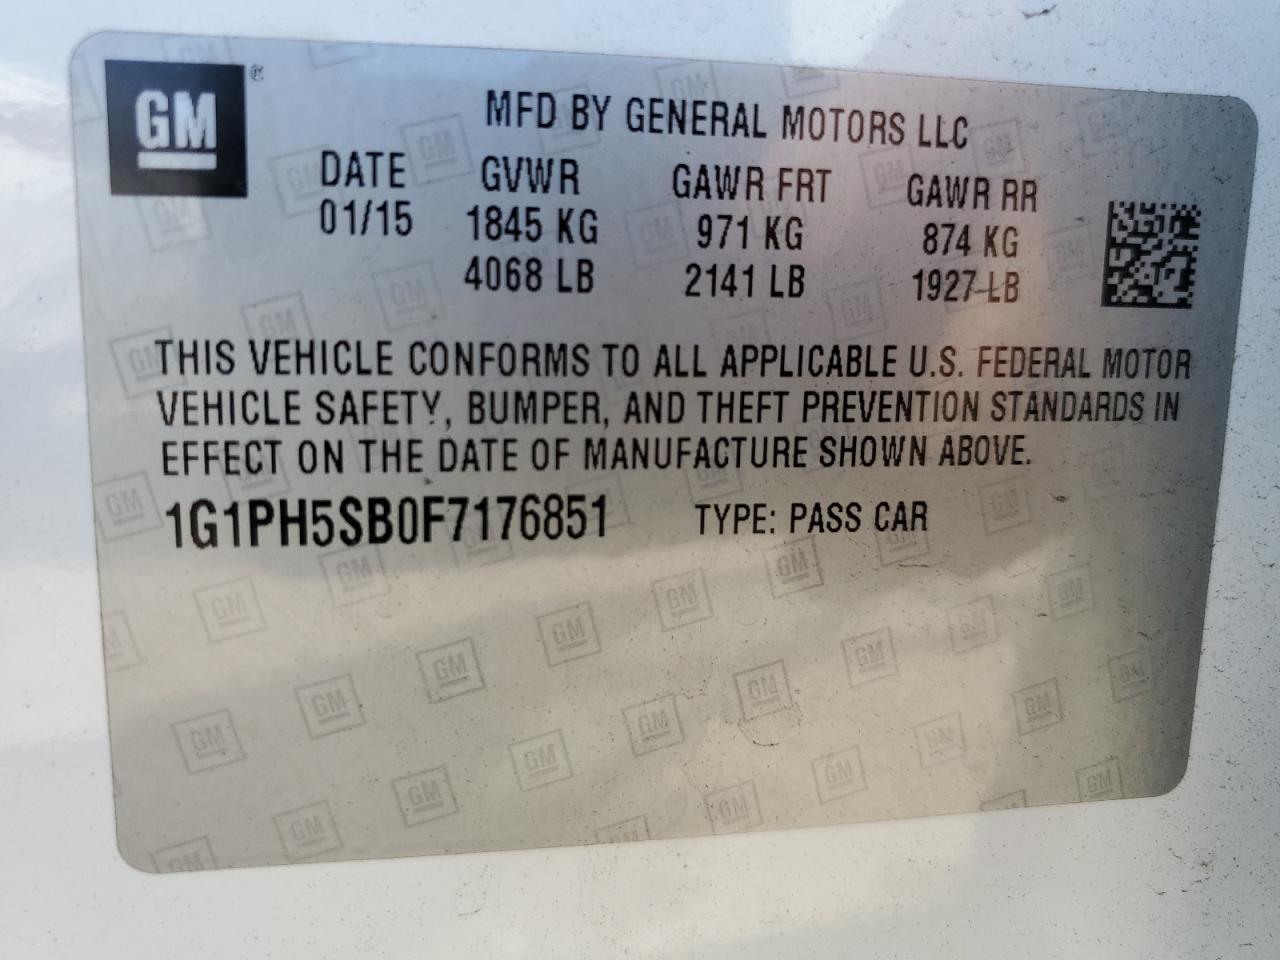 GM
MFD BY GENERAL MOTORS LLC
DATE GVWR GAWR FRT GAWR RR
01/15 1845 KG 971 KG 874 KG
4068 LB 2141 LB 1927 LB
THIS VEHICLE CONFORMS TO ALL APPLICABLE U.S. FEDERAL MOTOR
VEHICLE SAFETY, BUMPER, AND THEFT PREVENTION STANDARDS IN
EFFECT ON THE DATE OF MANUFACTURE SHOWN ABOVE.
1G1PH5SB0F7176851 TYPE: PASS CAR